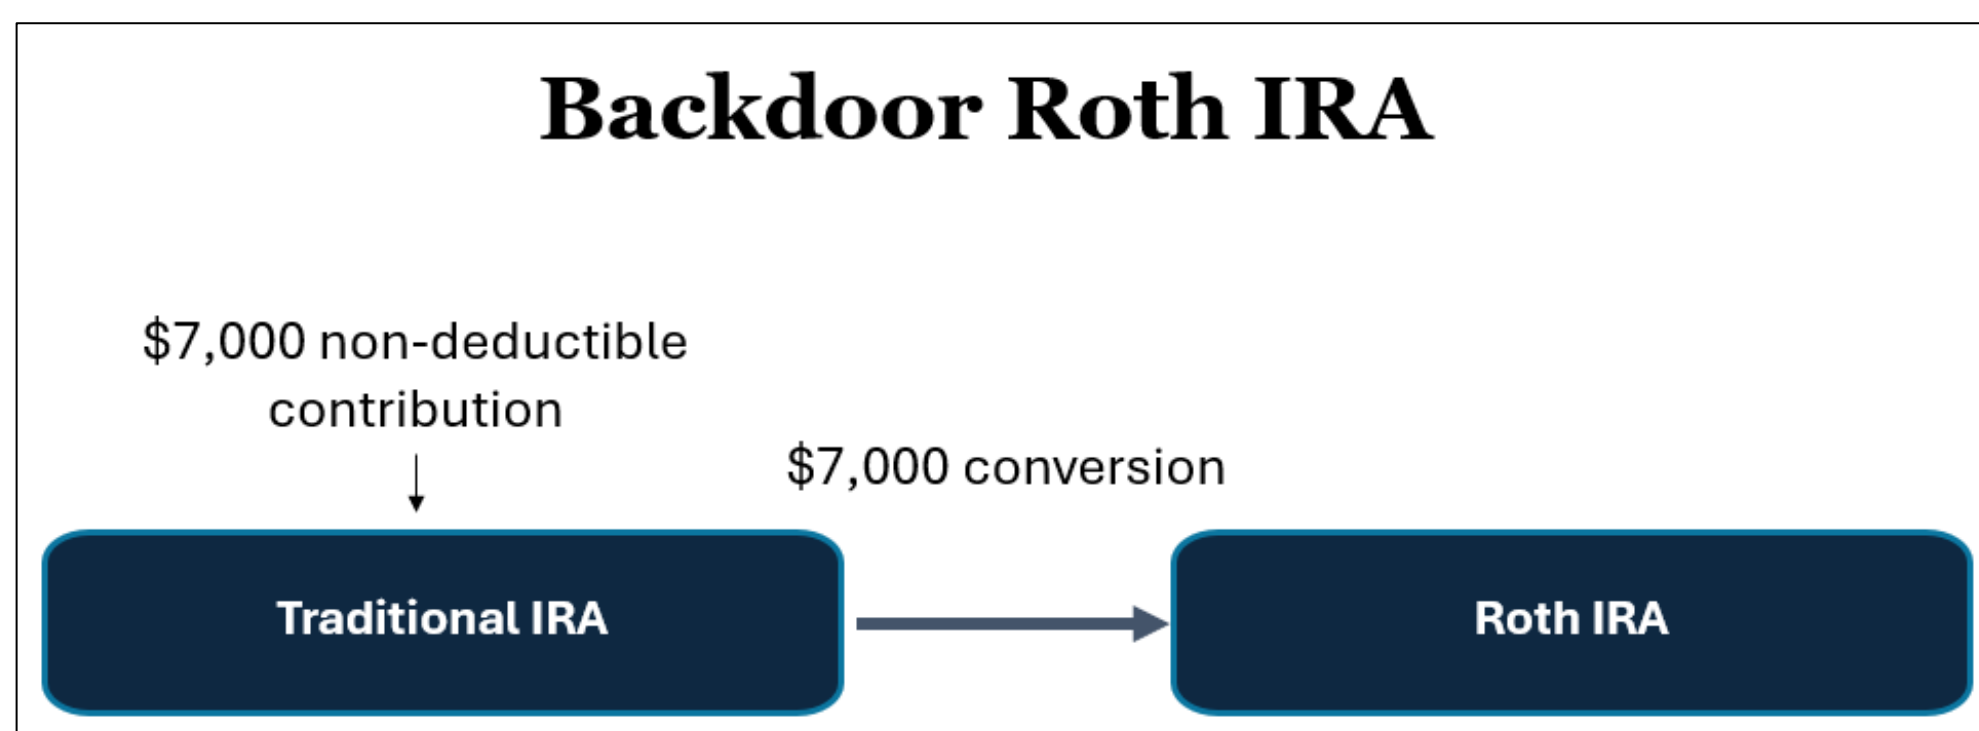 Backdoor Roth IRA
$7,000 non-deductible
contribution
$7,000 conversion
Traditional IRA
Roth IRA